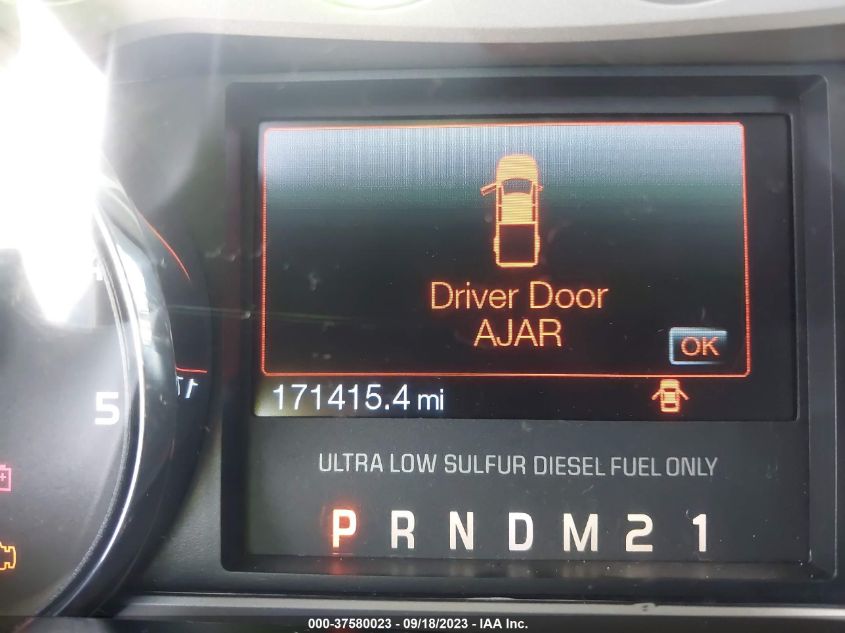 Driver Door
AJAR
OK
171415.4 mi
5
ULTRA LOW SULFUR DIESEL FUEL ONLY
P R N D M 2 1
000-37580023 / 09/18/2023 - IAA Inc.